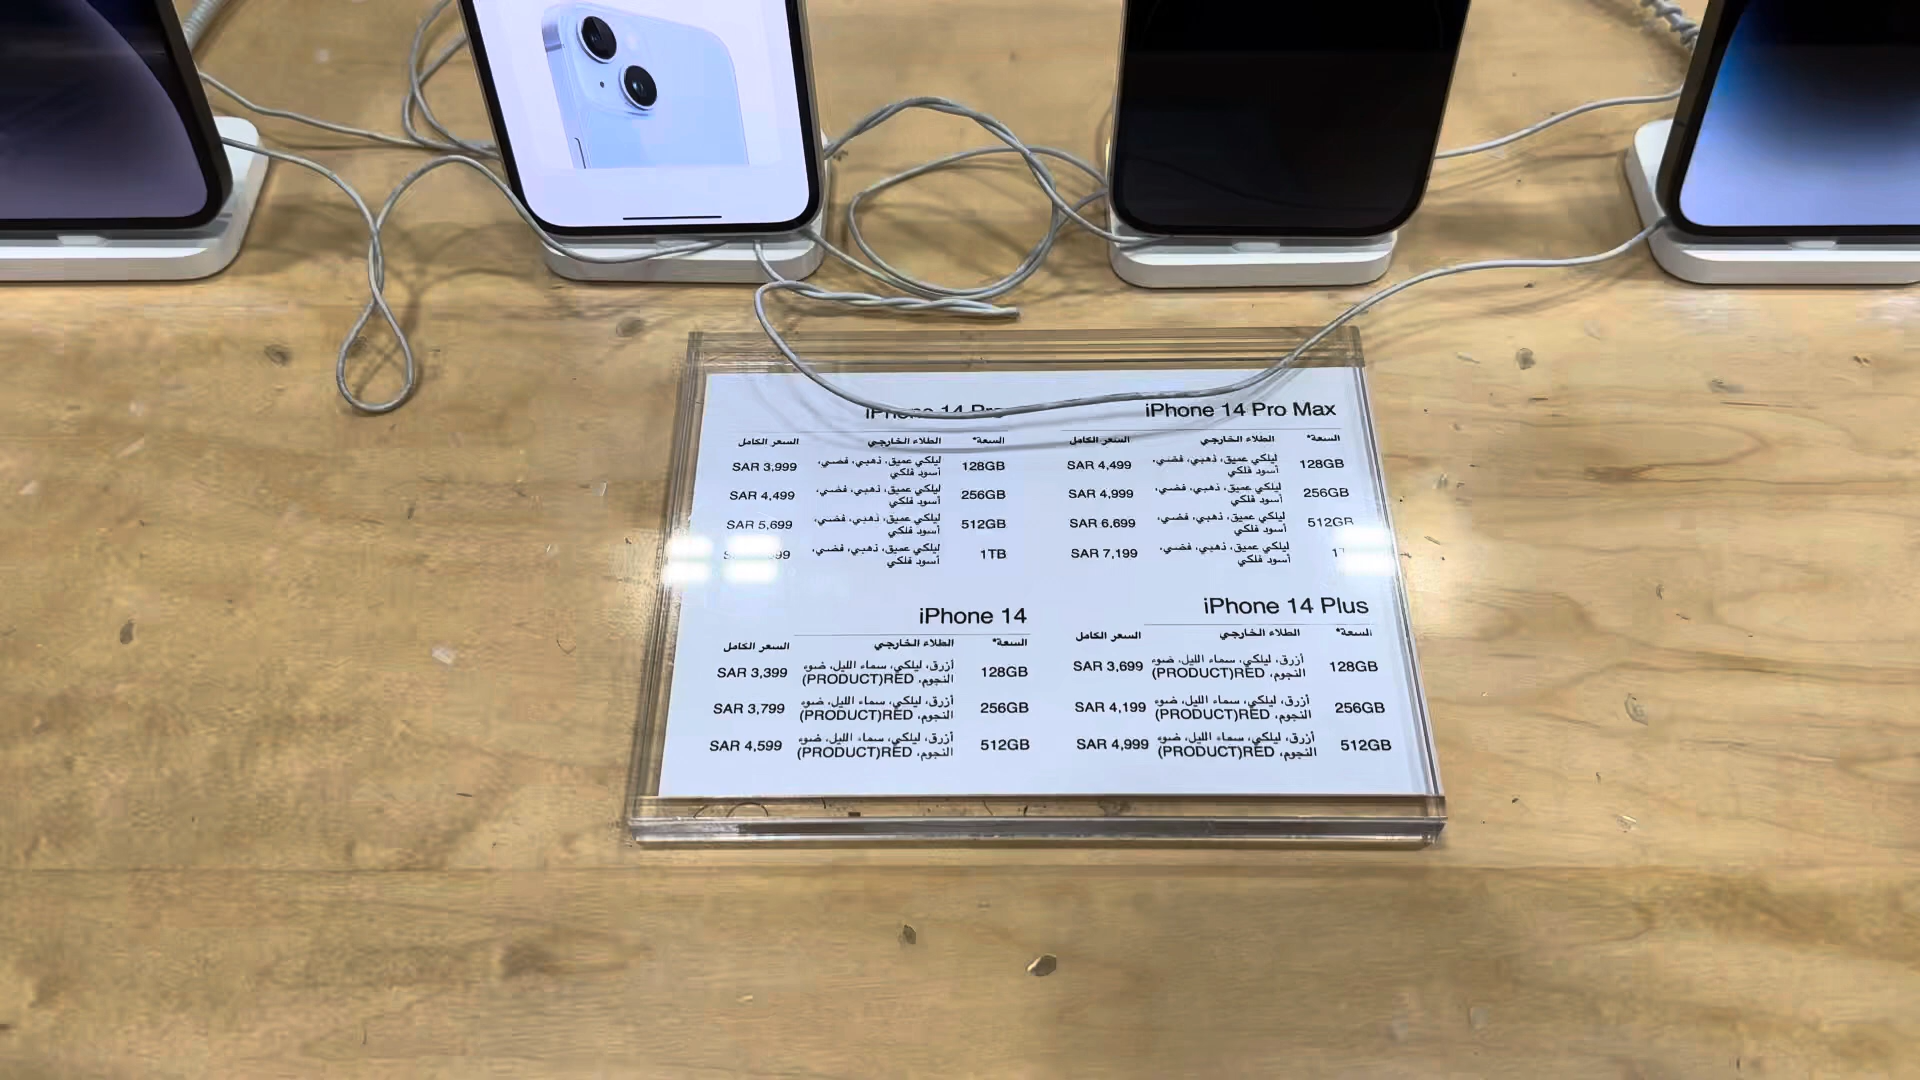 iPhone 14 Pro Max
السعة* الطلاء الخارجي السعر الكامل
128GB ليلكي عميق، ذهبي، فضي، SAR 4,499
أسود فلكي
256GB ليلكي عميق، ذهبي، فضي، SAR 4,999
أسود فلكي
512GB ليلكي عميق، ذهبي، فضي، SAR 6,699
أسود فلكي
ليلكي عميق، ذهبي، فضي، SAR 7,199
أسود فلكي
iPhone 14 Pro
السعة* الطلاء الخارجي السعر الكامل
128GB ليلكي عميق، ذهبي، فضي، SAR 3,999
أسود فلكي
256GB ليلكي عميق، ذهبي، فضي، SAR 4,499
أسود فلكي
512GB ليلكي عميق، ذهبي، فضي، SAR 5,699
أسود فلكي
1TB ليلكي عميق، ذهبي، فضي،
أسود فلكي
iPhone 14 Plus
السعة* الطلاء الخارجي السعر الكامل
128GB أزرق، ليلكي، سماء الليل، ضوء SAR 3,699
النجوم، (PRODUCT)RED
256GB أزرق، ليلكي، سماء الليل، ضوء SAR 4,199
النجوم، (PRODUCT)RED
512GB أزرق، ليلكي، سماء الليل، ضوء SAR 4,999
النجوم، (PRODUCT)RED
iPhone 14
السعة* الطلاء الخارجي السعر الكامل
128GB أزرق، ليلكي، سماء الليل، ضوء SAR 3,399
النجوم، (PRODUCT)RED
256GB أزرق، ليلكي، سماء الليل، ضوء SAR 3,799
النجوم، (PRODUCT)RED
512GB أزرق، ليلكي، سماء الليل، ضوء SAR 4,599
النجوم، (PRODUCT)RED